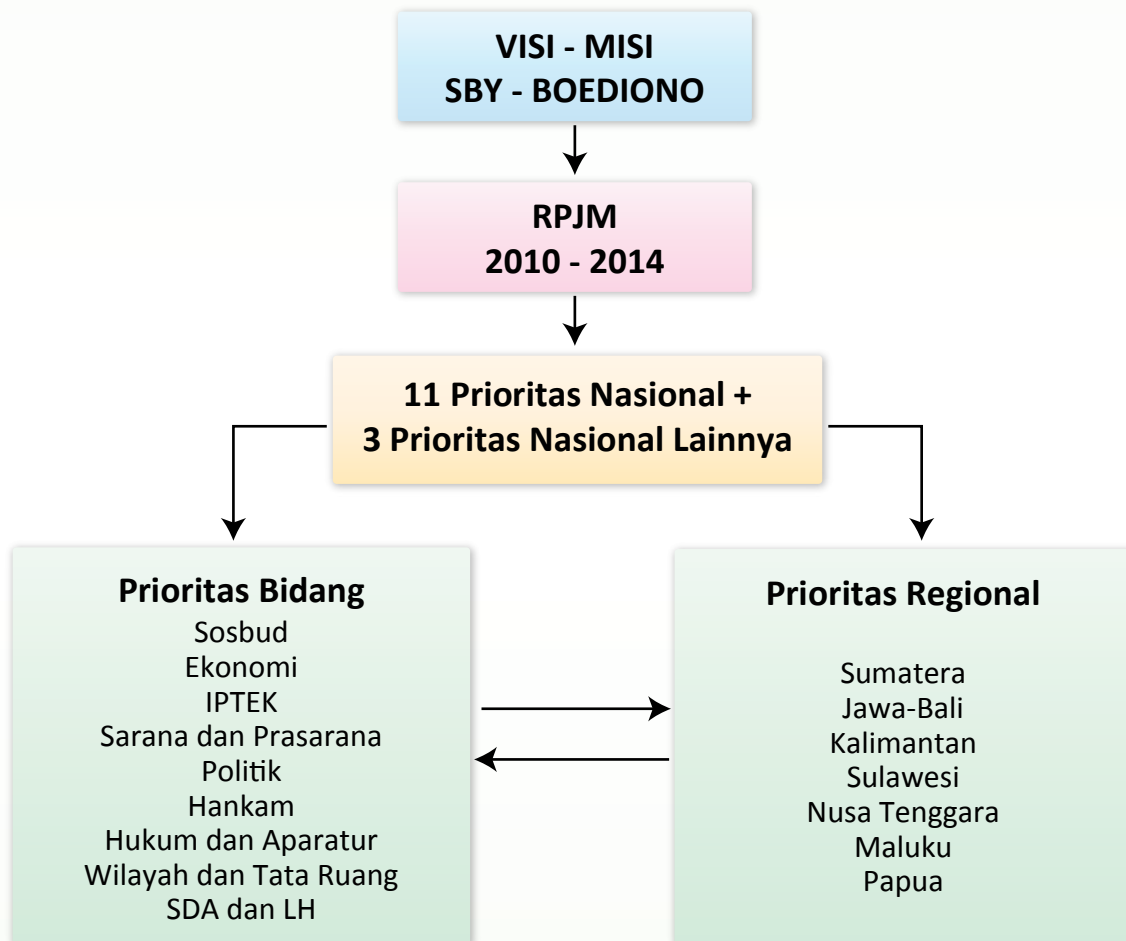 VISI - MISI
SBY - BOEDIONO
RPJM
2010 - 2014
11 Prioritas Nasional +
3 Prioritas Nasional Lainnya
Prioritas Bidang
Sosbud
Ekonomi
IPTEK
Sarana dan Prasarana
Politik
Hankam
Hukum dan Aparatur
Wilayah dan Tata Ruang
SDA dan LH
Prioritas Regional
Sumatera
Jawa-Bali
Kalimantan
Sulawesi
Nusa Tenggara
Maluku
Papua